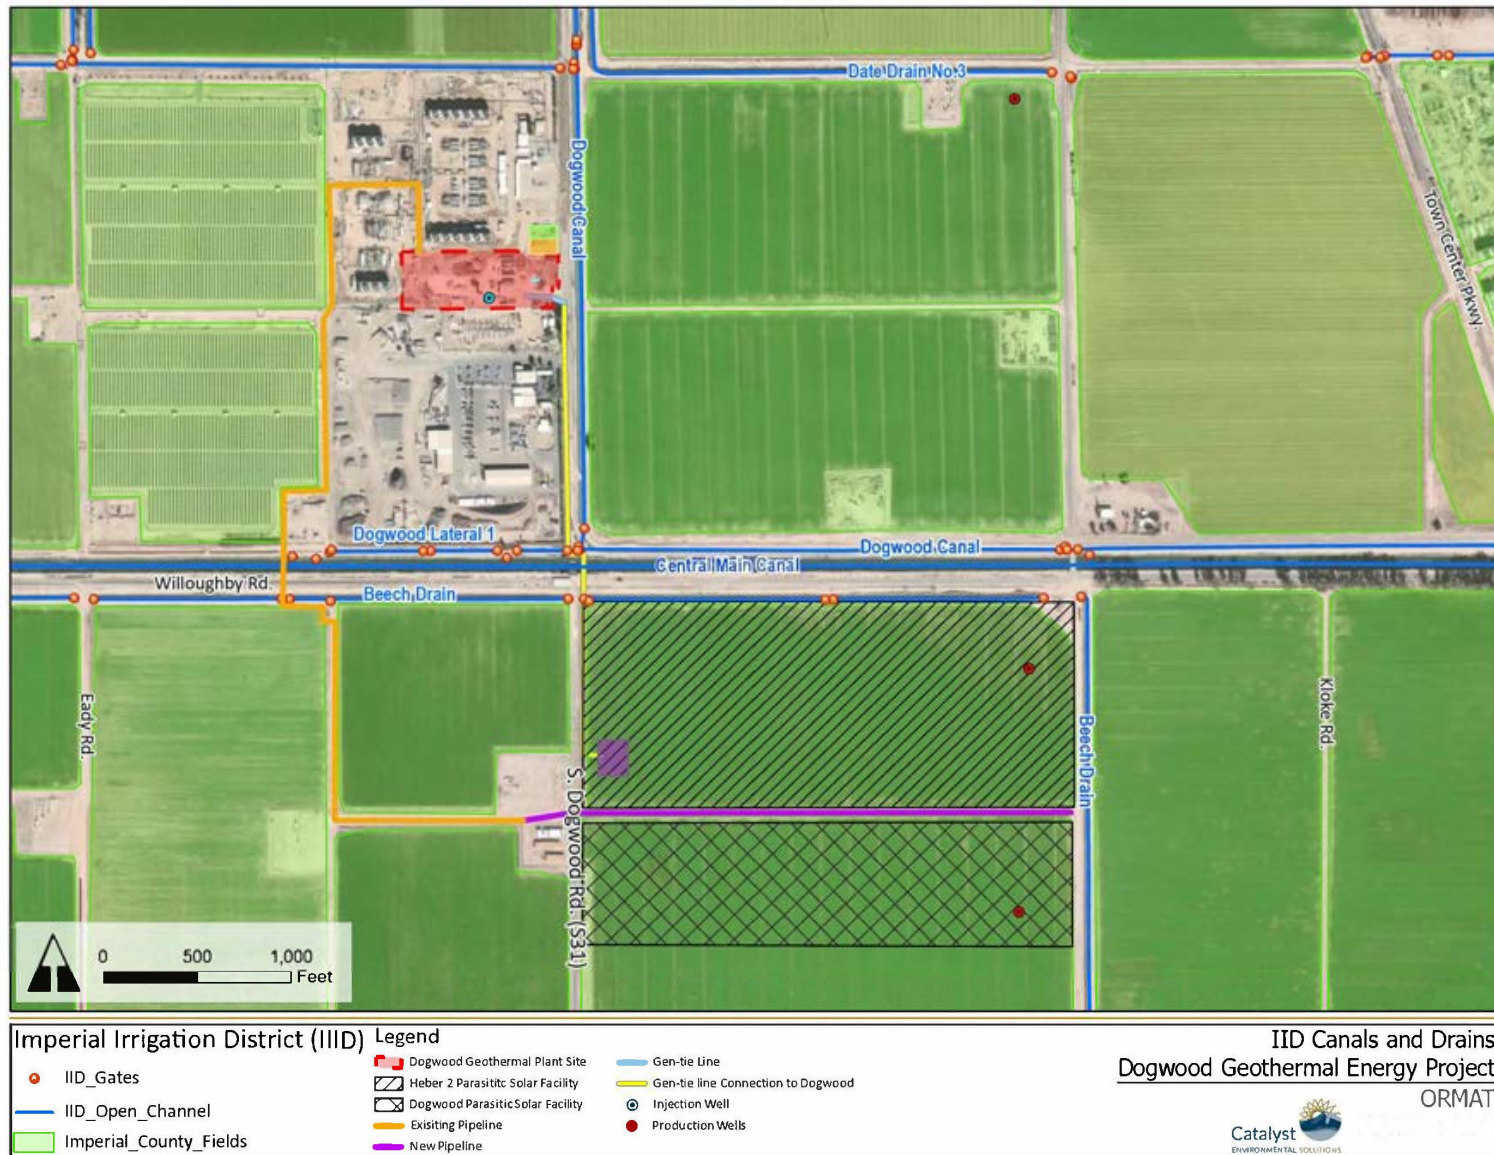 Date Drain No.3
Dogwood Canal
Town Center Pkwy.
Dogwood Lateral 1
Dogwood Canal
Central Main Canal
Willoughby Rd.
Beech Drain
Eady Rd.
S. Dogwood Rd. (S31)
Beech Drain
Kloke Rd.
0 500 1,000
Feet
Imperial Irrigation District (IIID)
IID_Gates
IID_Open_Channel
Imperial_County_Fields
Legend
Dogwood Geothermal Plant Site
Heber 2 Parasititc Solar Facility
Dogwood Parasitic Solar Facility
Exisiting Pipeline
New Pipeline
Gen-tie Line
Gen-tie line Connection to Dogwood
Injection Well
Production Wells
IID Canals and Drains
Dogwood Geothermal Energy Project
ORMAT
Catalyst
ENVIRONMENTAL SOLUTIONS